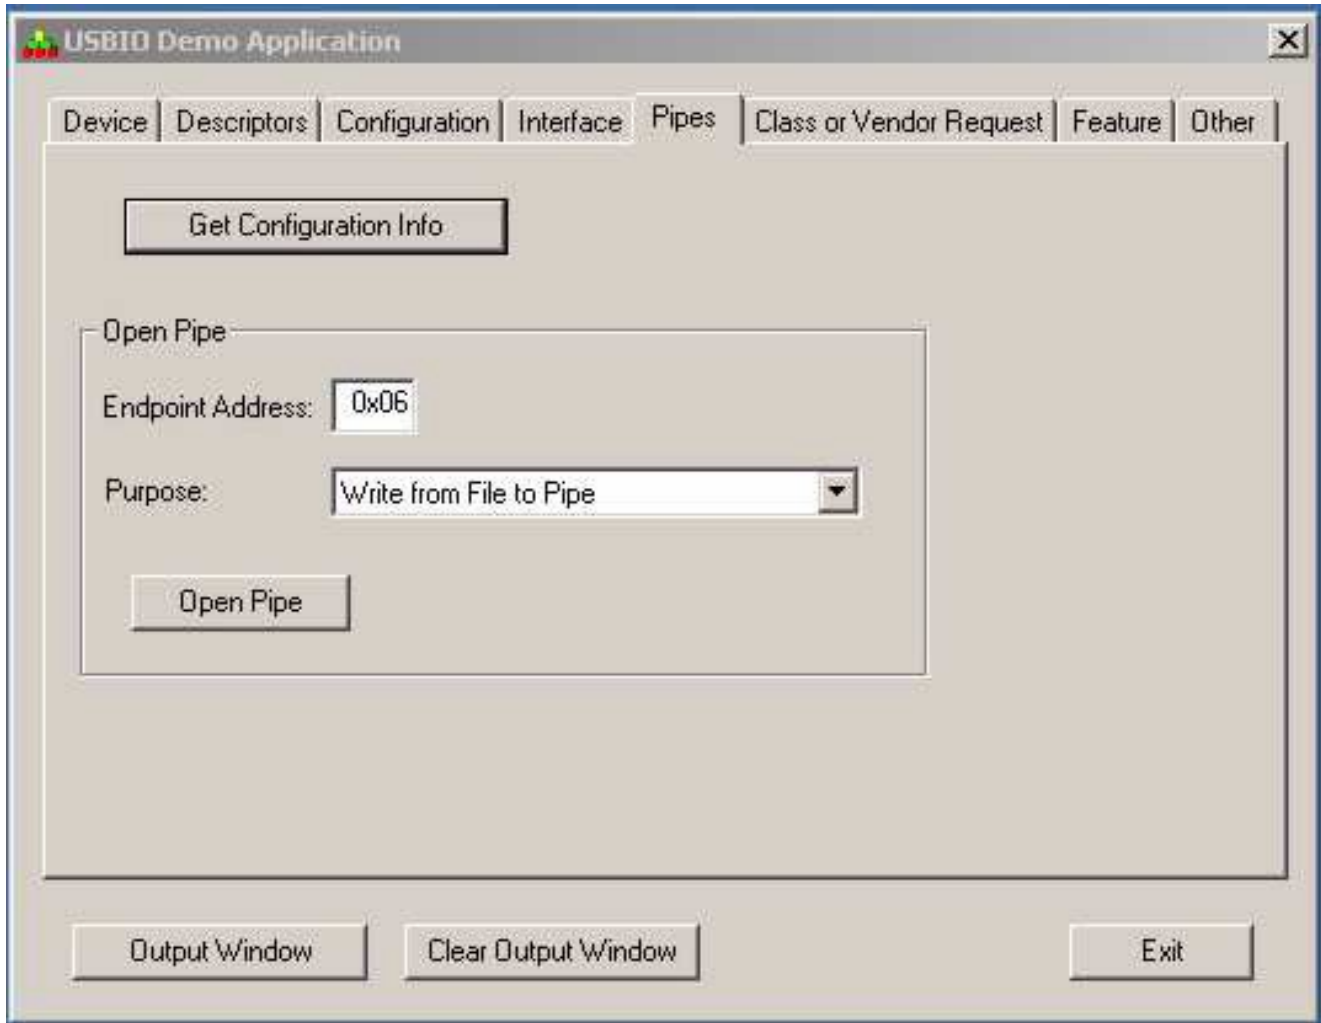 USBIO Demo Application
Device Descriptors Configuration Interface Pipes Class or Vendor Request Feature Other
Get Configuration Info
Open Pipe
Endpoint Address: 0x06
Purpose: Write from File to Pipe
Open Pipe
Output Window Clear Output Window Exit